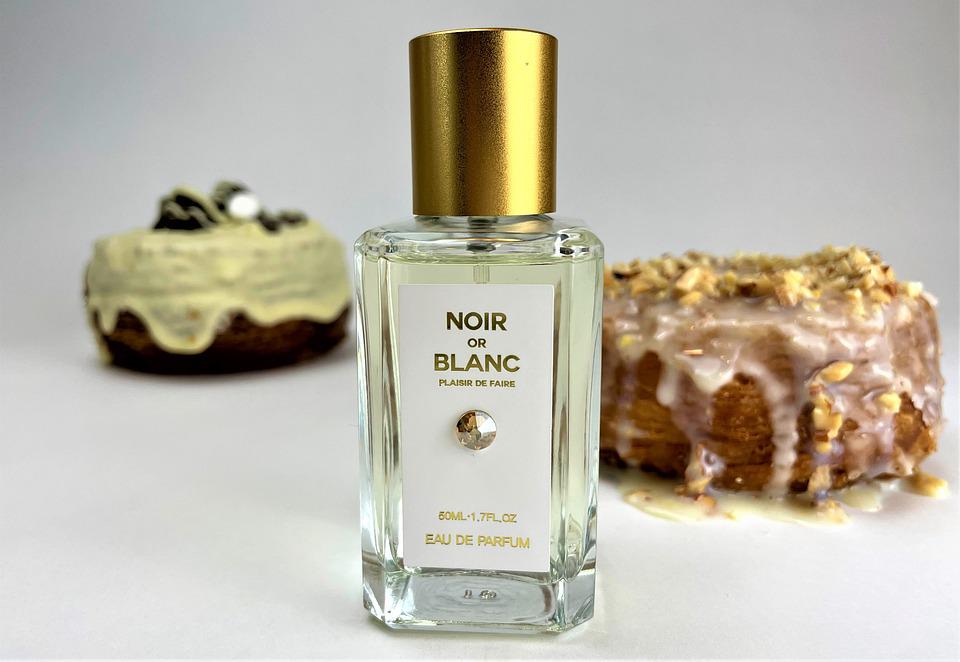 NOIR
OR
BLANC
PLAISIR DE FAIRE
50ML·1.7FL.OZ
EAU DE PARFUM